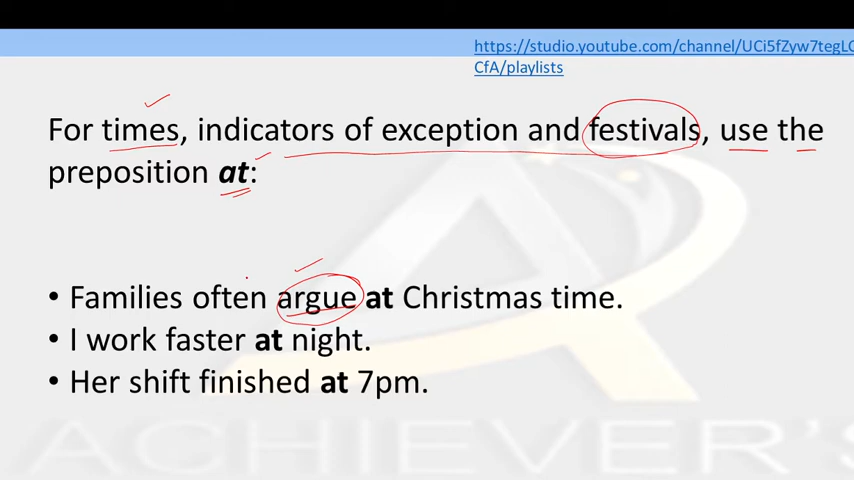 https://studio.youtube.com/channel/UCi5fZyw7tegLC
CfA/playlists
For times, indicators of exception and festivals, use the
preposition at:
• Families often argue at Christmas time.
• I work faster at night.
• Her shift finished at 7pm.
ACHIEVER'S